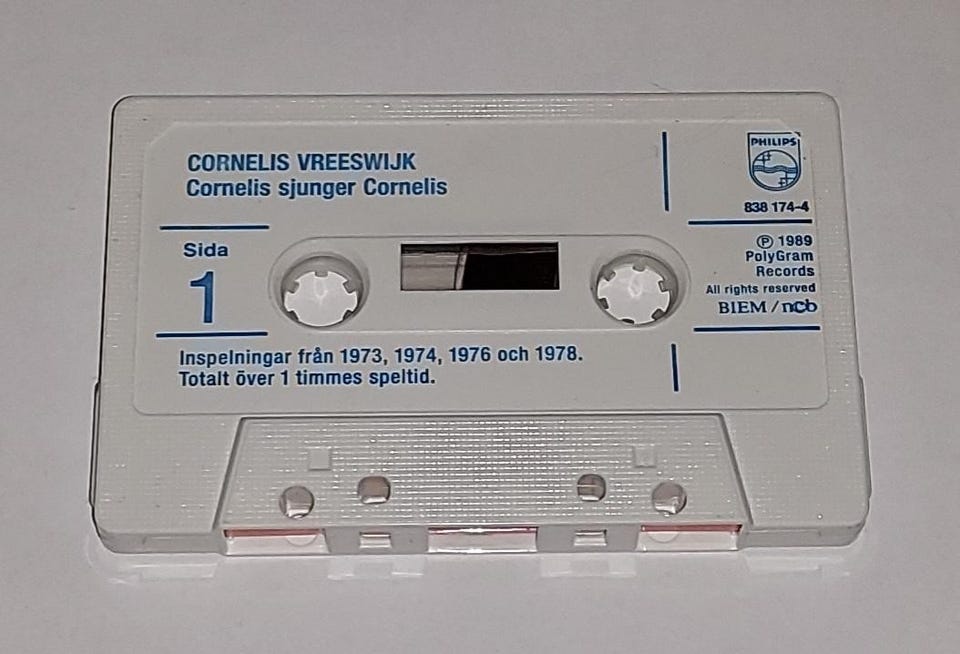 CORNELIS VREESWIJK
Cornelis sjunger Cornelis
PHILIPS
838 174-4
Sida
1
℗ 1989
PolyGram
Records
All rights reserved
BIEM / ncb
Inspelningar från 1973, 1974, 1976 och 1978.
Totalt över 1 timmes speltid.